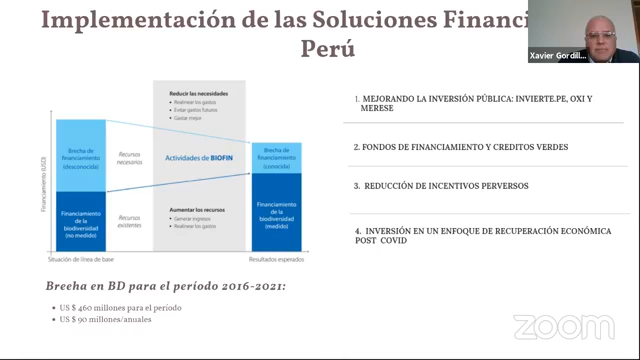 Implementación de las Soluciones Financi
Perú
Xavier Gordill...
Reducir las necesidades
• Realinear los gastos
• Evitar gastos futuros
• Gastar mejor
Brecha de
financiamiento
(desconocida)
Recursos
necesarios
Actividades de BIOFIN
Brecha de
financiamiento
(conocida)
Financiamiento (USD)
Financiamiento
de la
biodiversidad
(no medido)
Recursos
existentes
Aumentar los recursos
• Generar ingresos
• Realinear los gastos
Financiamiento
de la
biodiversidad
(medido)
Situación de línea de base
Resultados esperados
Brecha en BD para el período 2016-2021:
• US $ 460 millones para el período
• US $ 90 millones/anuales
1. MEJORANDO LA INVERSIÓN PÚBLICA: INVIERTE.PE, OXI Y
MERESE
2. FONDOS DE FINANCIAMIENTO Y CREDITOS VERDES
3. REDUCCIÓN DE INCENTIVOS PERVERSOS
4. INVERSIÓN EN UN ENFOQUE DE RECUPERACIÓN ECONÓMICA
POST COVID
zoom